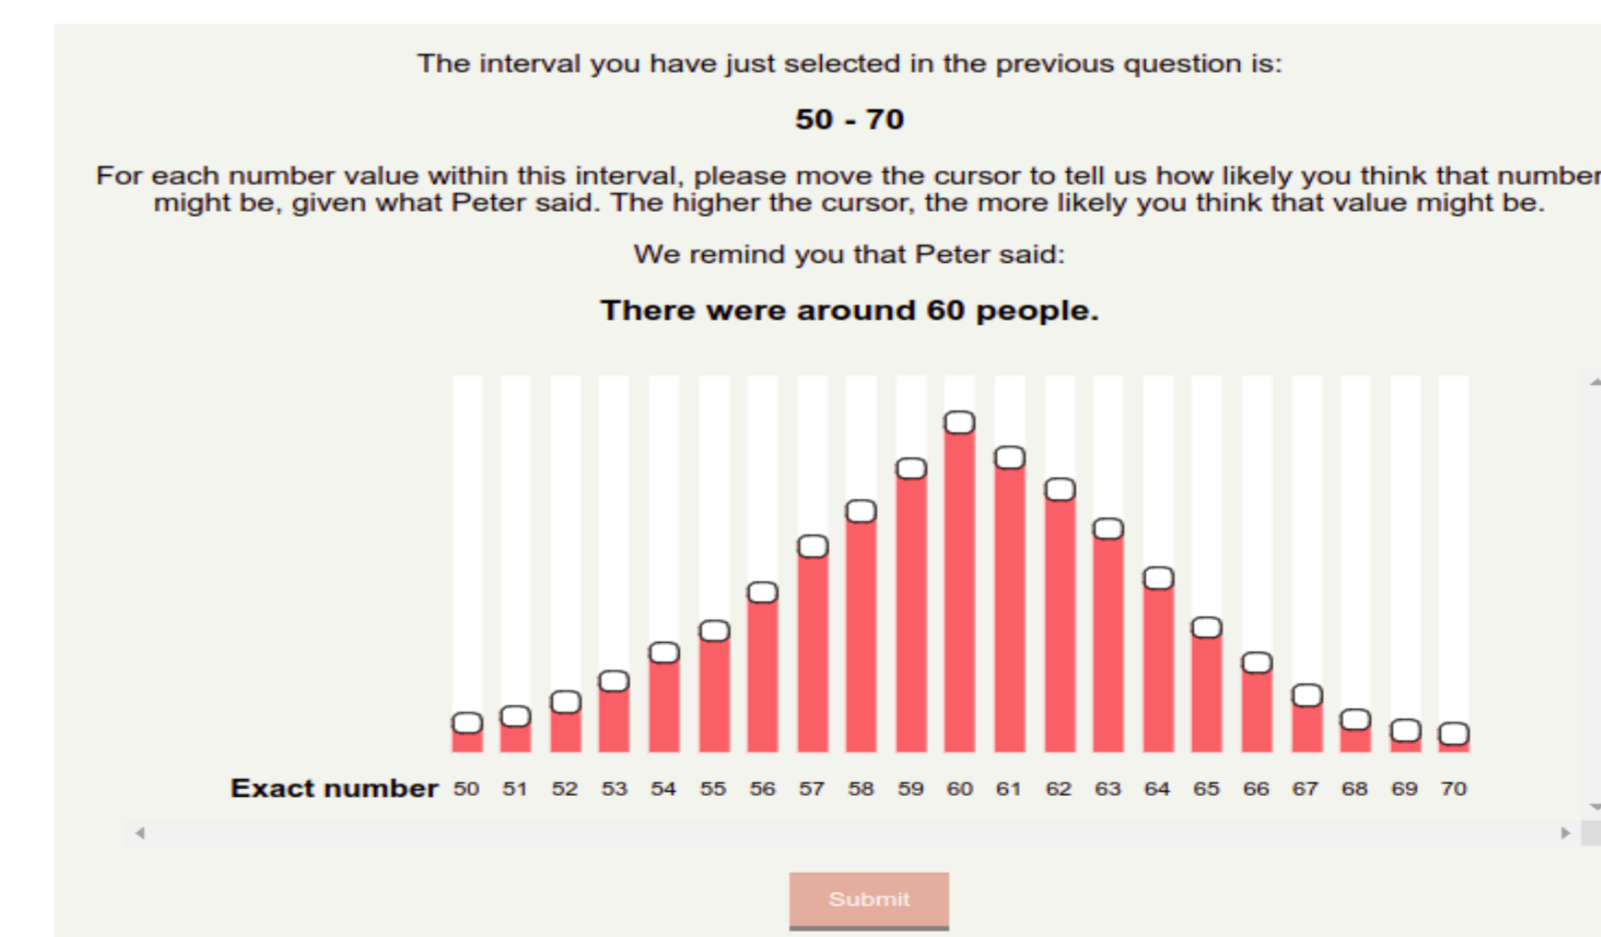 The interval you have just selected in the previous question is:
50 - 70
For each number value within this interval, please move the cursor to tell us how likely you think that number
might be, given what Peter said. The higher the cursor, the more likely you think that value might be.
We remind you that Peter said:
There were around 60 people.
Exact number 50 51 52 53 54 55 56 57 58 59 60 61 62 63 64 65 66 67 68 69 70
Submit